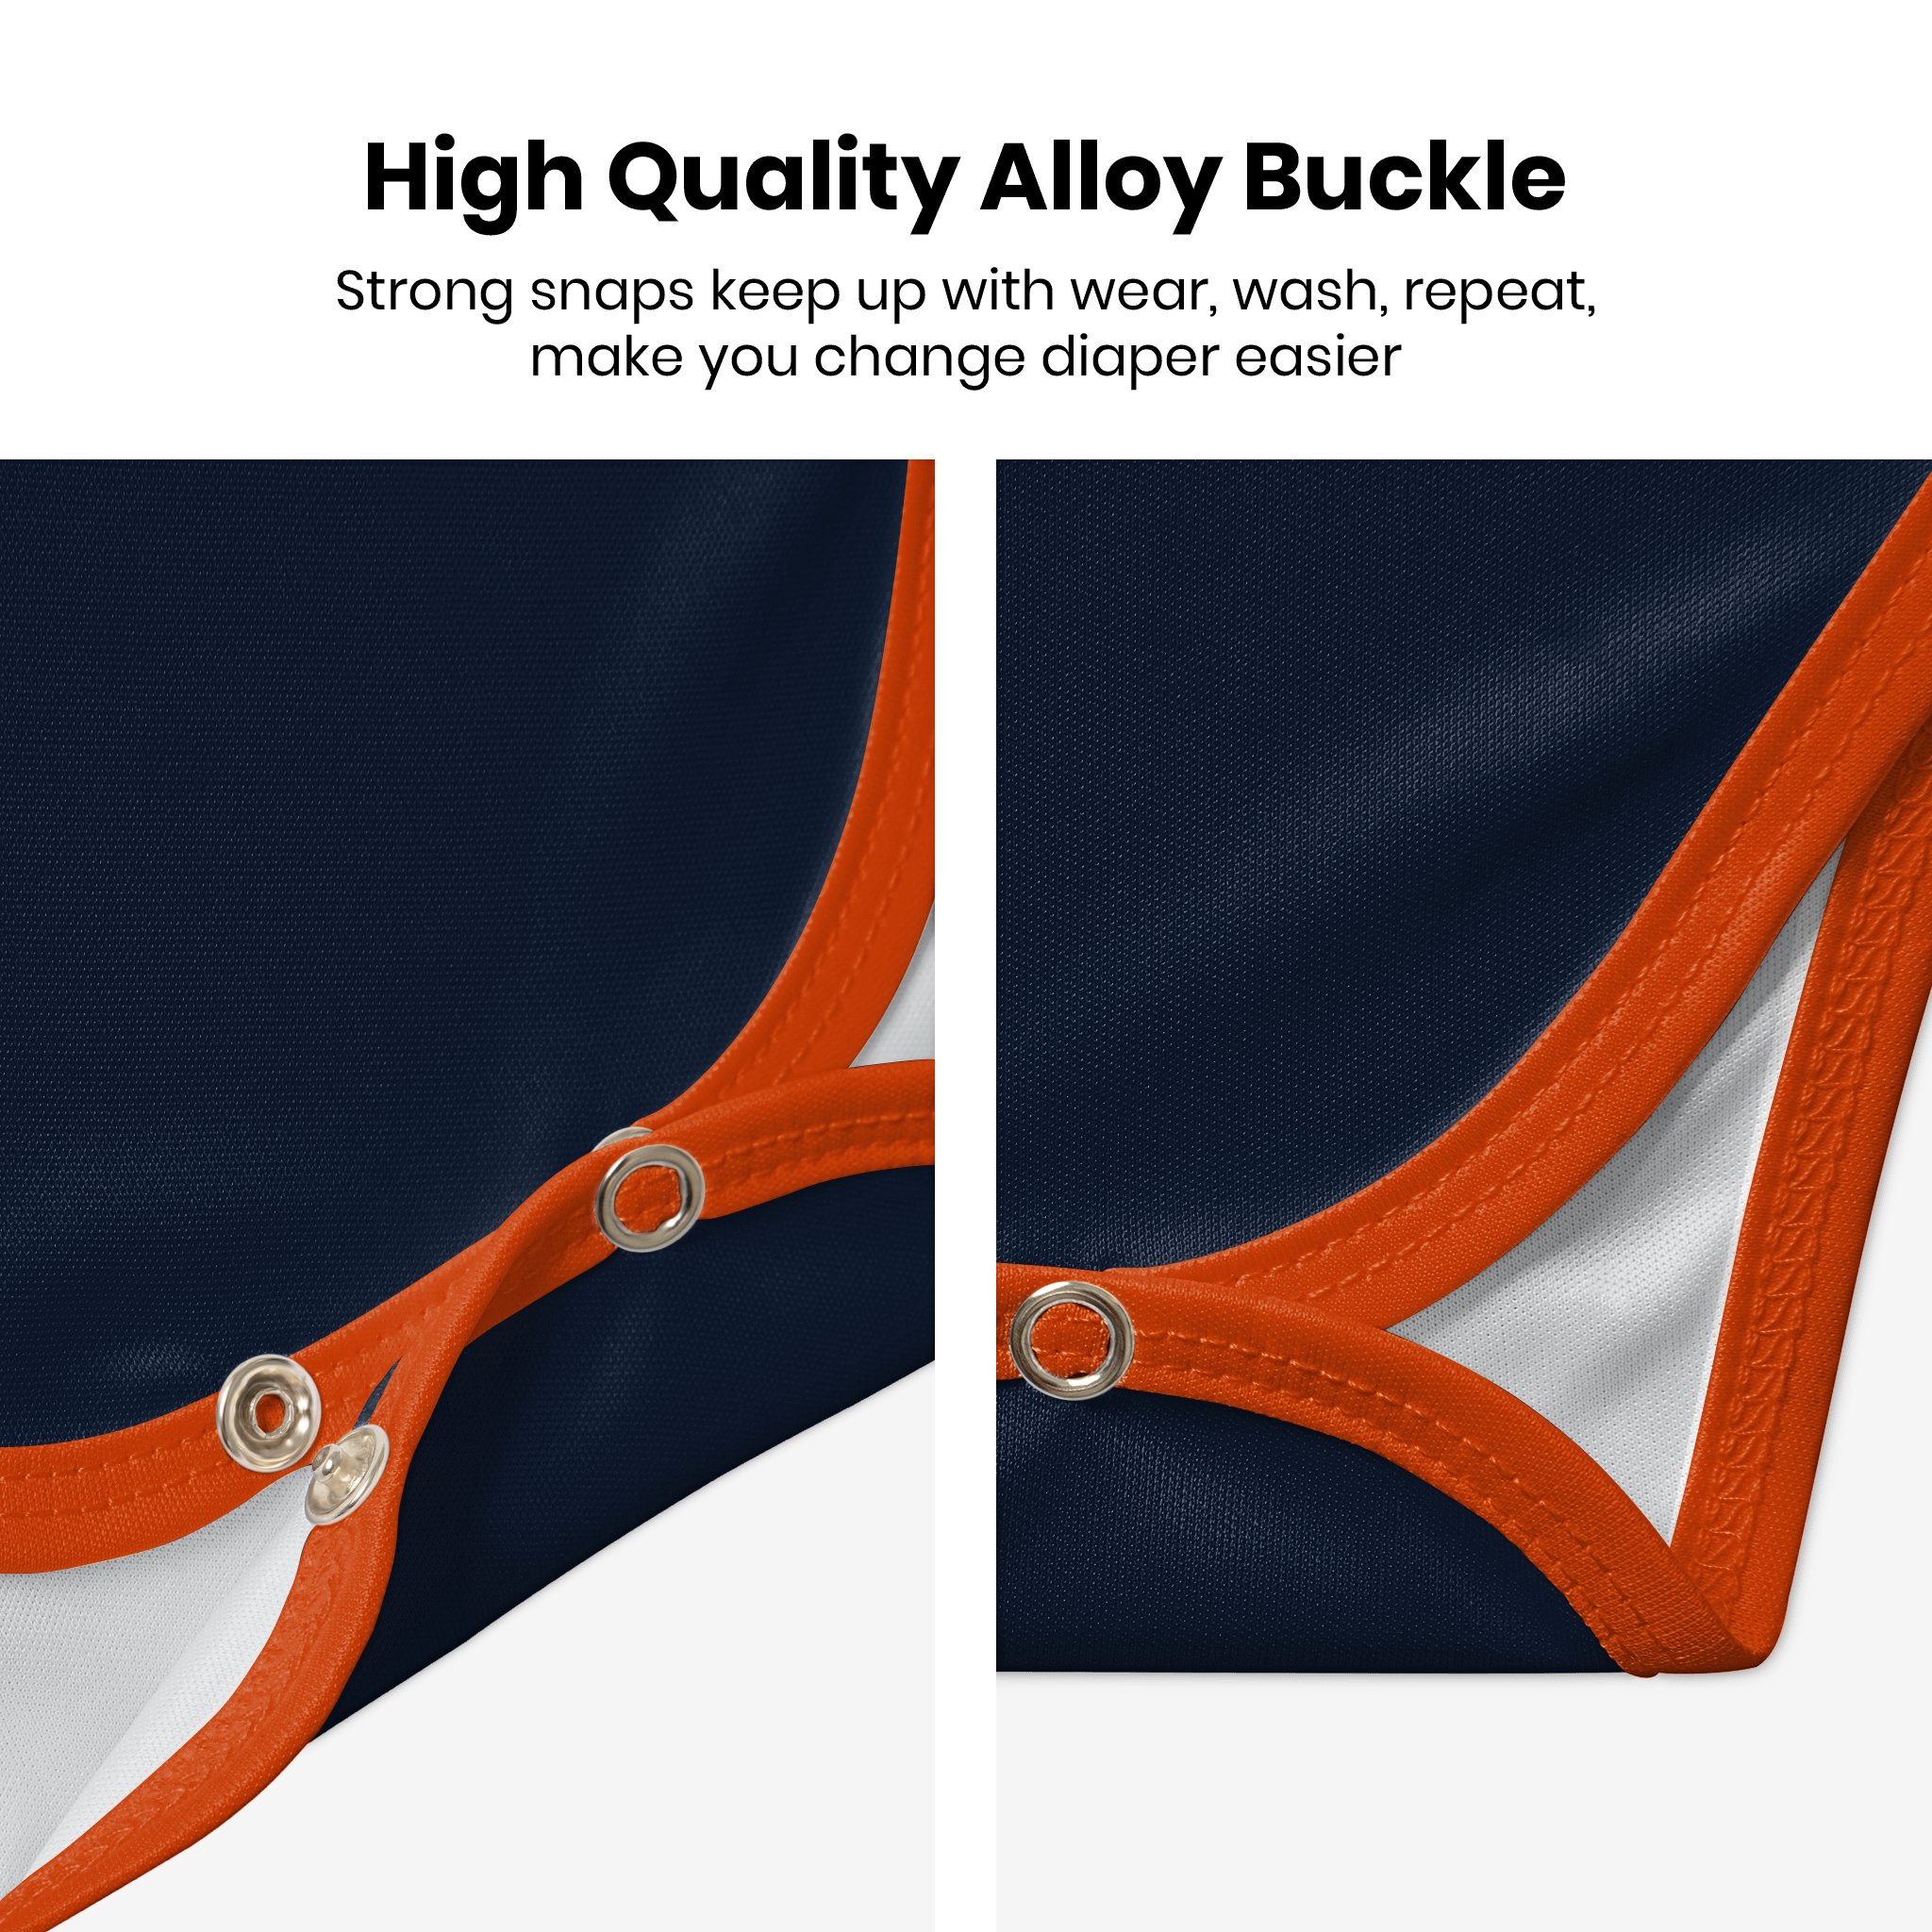 High Quality Alloy Buckle
Strong snaps keep up with wear, wash, repeat,
make you change diaper easier